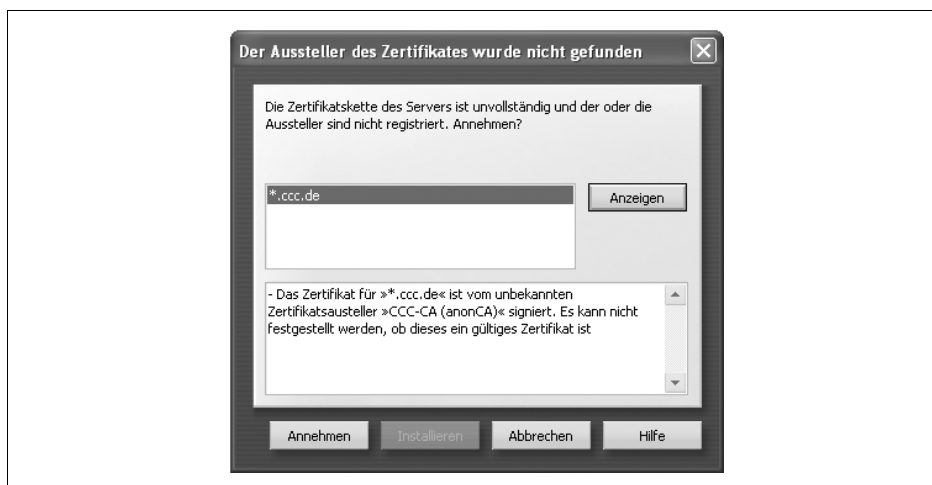 Der Aussteller des Zertifikates wurde nicht gefunden
Die Zertifikatskette des Servers ist unvollständig und der oder die
Aussteller sind nicht registriert. Annehmen?
*.ccc.de
Anzeigen
- Das Zertifikat für »*.ccc.de« ist vom unbekannten
Zertifikatsaussteller »CCC-CA (anonCA)« signiert. Es kann nicht
festgestellt werden, ob dieses ein gültiges Zertifikat ist
Annehmen
Installieren
Abbrechen
Hilfe